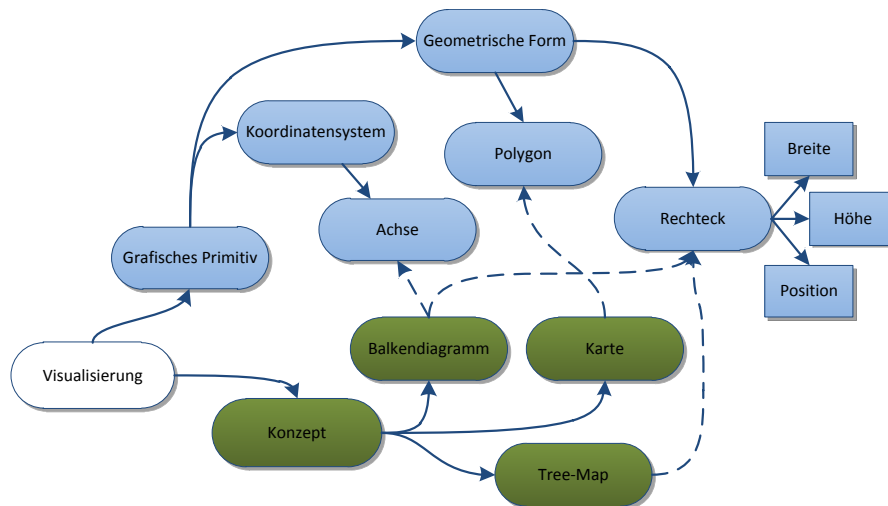 Geometrische Form
Koordinatensystem
Polygon
Breite
Achse
Rechteck
Höhe
Grafisches Primitiv
Position
Balkendiagramm
Karte
Visualisierung
Konzept
Tree-Map